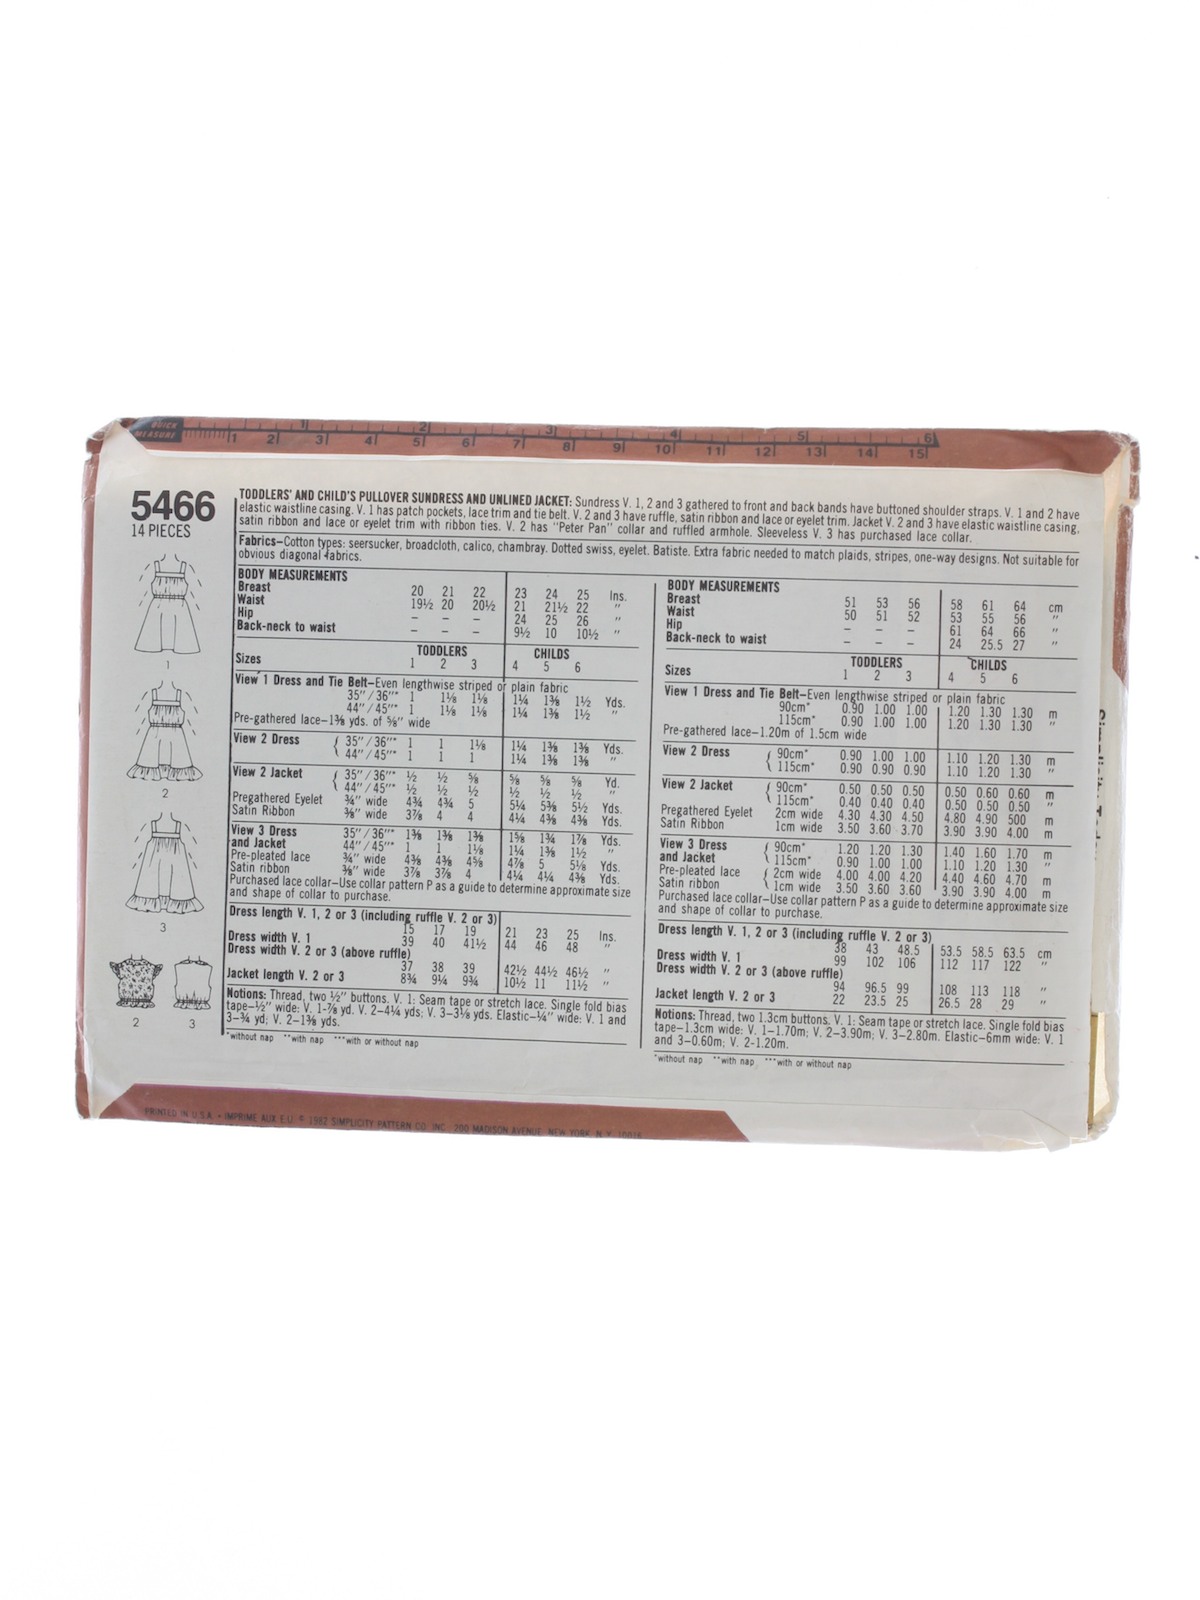 QUICK
MEASURE
1 2 3 4 5 6
1 2 3 4 5 6 7 8 9 10 11 12 13 14 15
5466
14 PIECES
1
2
3
2 3
TODDLERS' AND CHILD'S PULLOVER SUNDRESS AND UNLINED JACKET: Sundress V. 1, 2 and 3 gathered to front and back bands have buttoned shoulder straps. V. 1 and 2 have
elastic waistline casing. V. 1 has patch pockets, lace trim and tie belt. V. 2 and 3 have ruffle, satin ribbon and lace or eyelet trim. Jacket V. 2 and 3 have elastic waistline casing,
satin ribbon and lace or eyelet trim with ribbon ties. V. 2 has "Peter Pan" collar and ruffled armhole. Sleeveless V. 3 has purchased lace collar.
Fabrics—Cotton types: seersucker, broadcloth, calico, chambray. Dotted swiss, eyelet. Batiste. Extra fabric needed to match plaids, stripes, one-way designs. Not suitable for
obvious diagonal fabrics.
BODY MEASUREMENTS
Breast 20 21 22 23 24 25 Ins.
Waist 19½ 20 20½ 21 21½ 22 "
Hip – – – 24 25 26 "
Back-neck to waist – – – 9½ 10 10½ "
TODDLERS CHILDS
Sizes 1 2 3 4 5 6
View 1 Dress and Tie Belt—Even lengthwise striped or plain fabric
35"/36"* 1 1⅛ 1⅛ 1¼ 1⅜ 1½ Yds.
44"/45"* 1 1⅛ 1⅛ 1¼ 1⅜ 1½ "
Pre-gathered lace—1⅜ yds. of ⅝" wide
View 2 Dress { 35"/36"* 1 1 1⅛ 1¼ 1⅜ 1⅜ Yds.
44"/45"* 1 1 1 1¼ 1⅜ 1⅜ "
View 2 Jacket { 35"/36"* ½ ½ ⅝ ⅝ ⅝ ⅝ Yd.
44"/45"* ½ ½ ½ ½ ½ ½ "
Pregathered Eyelet ¾" wide 4¾ 4¾ 5 5¼ 5⅜ 5½ Yds.
Satin Ribbon ⅜" wide 3⅞ 4 4 4¼ 4⅜ 4⅜ Yds.
View 3 Dress 35"/36"* 1⅜ 1⅜ 1⅜ 1⅝ 1¾ 1⅞ Yds.
and Jacket 44"/45"* 1 1 1⅛ 1¼ 1⅜ 1½ "
Pre-pleated lace ¾" wide 4⅜ 4⅜ 4⅝ 4⅞ 5 5⅛ Yds.
Satin ribbon ⅜" wide 3⅞ 3⅞ 4 4¼ 4¼ 4⅜ Yds.
Purchased lace collar—Use collar pattern P as a guide to determine approximate size
and shape of collar to purchase.
Dress length V. 1, 2 or 3 (including ruffle V. 2 or 3)
15 17 19 21 23 25 Ins.
Dress width V. 1 39 40 41½ 44 46 48 "
Dress width V. 2 or 3 (above ruffle)
37 38 39 42½ 44½ 46½ "
Jacket length V. 2 or 3 8¾ 9¼ 9¾ 10½ 11 11½ "
Notions: Thread, two ½" buttons. V. 1: Seam tape or stretch lace. Single fold bias
tape—½" wide: V. 1-⅞ yd. V. 2—4¼ yds; V. 3—3⅛ yds. Elastic—¼" wide: V. 1 and
3—¾ yd; V. 2—1⅜ yds.
*without nap **with nap ***with or without nap
BODY MEASUREMENTS
Breast 51 53 56 58 61 64 cm
Waist 50 51 52 53 55 56 "
Hip – – – 61 64 66 "
Back-neck to waist – – – 24 25.5 27 "
TODDLERS CHILDS
Sizes 1 2 3 4 5 6
View 1 Dress and Tie Belt—Even lengthwise striped or plain fabric
90cm* 0.90 1.00 1.00 1.20 1.30 1.30 m
115cm* 0.90 1.00 1.00 1.20 1.30 1.30 "
Pre-gathered lace—1.20m of 1.5cm wide
View 2 Dress { 90cm* 0.90 1.00 1.00 1.10 1.20 1.30 m
115cm* 0.90 0.90 0.90 1.10 1.20 1.30 "
View 2 Jacket { 90cm* 0.50 0.50 0.50 0.50 0.60 0.60 m
115cm* 0.40 0.40 0.40 0.50 0.50 0.50 "
Pregathered Eyelet 2cm wide 4.30 4.30 4.50 4.80 4.90 500 m
Satin Ribbon 1cm wide 3.50 3.60 3.70 3.90 3.90 4.00 m
View 3 Dress { 90cm* 1.20 1.20 1.30 1.40 1.60 1.70 m
and Jacket 115cm* 0.90 1.00 1.00 1.10 1.20 1.30 "
Pre-pleated lace { 2cm wide 4.00 4.00 4.20 4.40 4.60 4.70 m
Satin ribbon 1cm wide 3.50 3.60 3.60 3.90 3.90 4.00 m
Purchased lace collar—Use collar pattern P as a guide to determine approximate size
and shape of collar to purchase.
Dress length V. 1, 2 or 3 (including ruffle V. 2 or 3)
38 43 48.5 53.5 58.5 63.5 cm
Dress width V. 1 99 102 106 112 117 122 "
Dress width V. 2 or 3 (above ruffle)
94 96.5 99 108 113 118 "
Jacket length V. 2 or 3 22 23.5 25 26.5 28 29 "
Notions: Thread, two 1.3cm buttons. V. 1: Seam tape or stretch lace. Single fold bias
tape—1.3cm wide: V. 1—1.70m; V. 2—3.90m; V. 3—2.80m. Elastic—6mm wide: V. 1
and 3-0.60m; V. 2-1.20m.
*without nap **with nap ***with or without nap
PRINTED IN U.S.A. • IMPRIME AUX E.U. © 1982 SIMPLICITY PATTERN CO. INC. 200 MADISON AVENUE, NEW YORK, N.Y. 10016